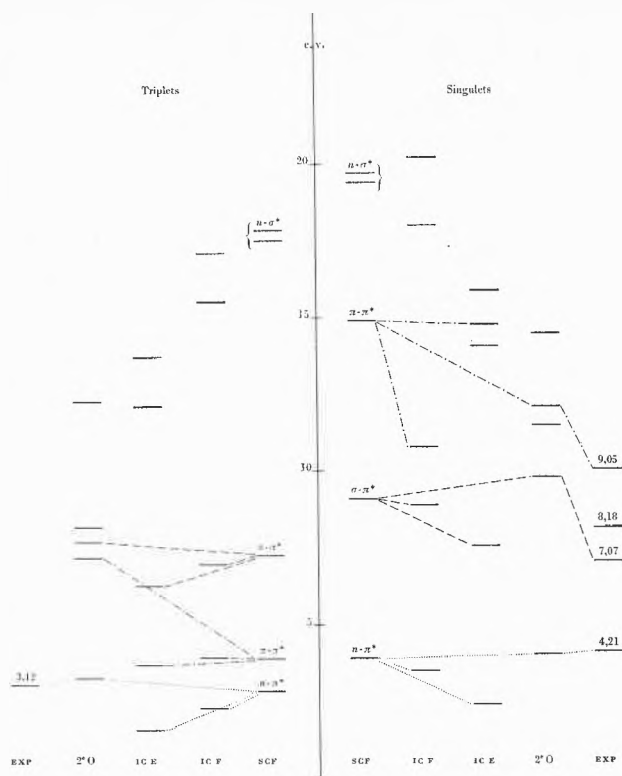 e.v.
Triplets
Singulets
20
n-σ*
n-σ*
15
π-π*
10
9,05
σ-π*
8,18
7,07
5
4,21
π-π*
n-π*
3,12
n-π*
EXP
2°O
IC E
IC F
SCF
SCF
IC F
IC E
2°O
EXP